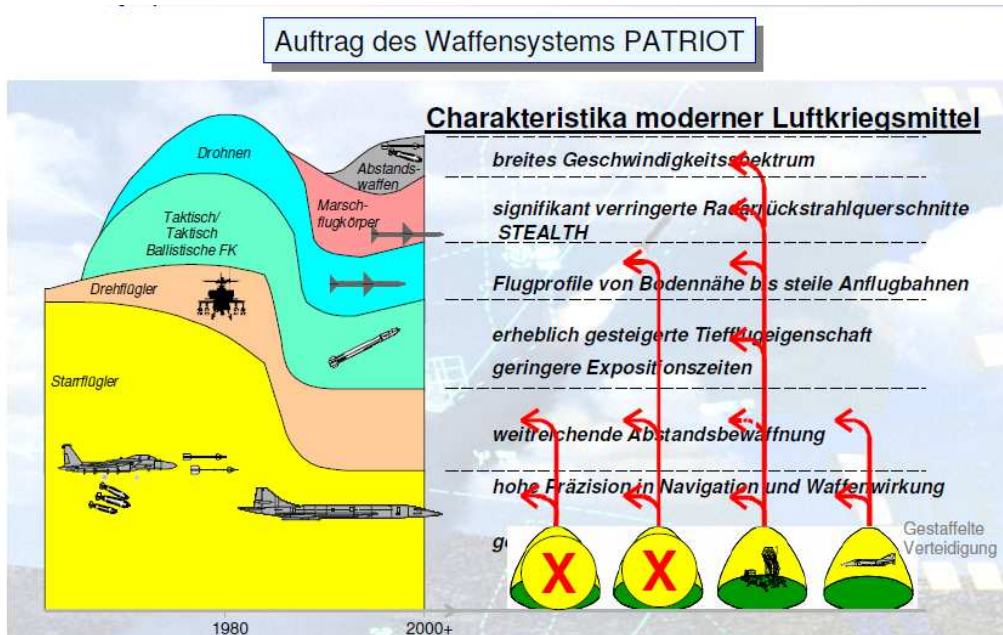 Auftrag des Waffensystems PATRIOT
Charakteristika moderner Luftkriegsmittel
breites Geschwindigkeitsspektrum
signifikant verringerte Radarrückstrahlquerschnitte
STEALTH
Flugprofile von Bodennähe bis steile Anflugbahnen
erheblich gesteigerte Tiefflugeigenschaft
geringere Expositionszeiten
weitreichende Abstandsbewaffnung
hohe Präzision in Navigation und Waffenwirkung
Drohnen
Abstands-
waffen
Marsch-
flugkörper
Taktisch/
Taktisch
Ballistische FK
Drehflügler
Starrflügler
X
X
Gestaffelte
Verteidigung
1980
2000+